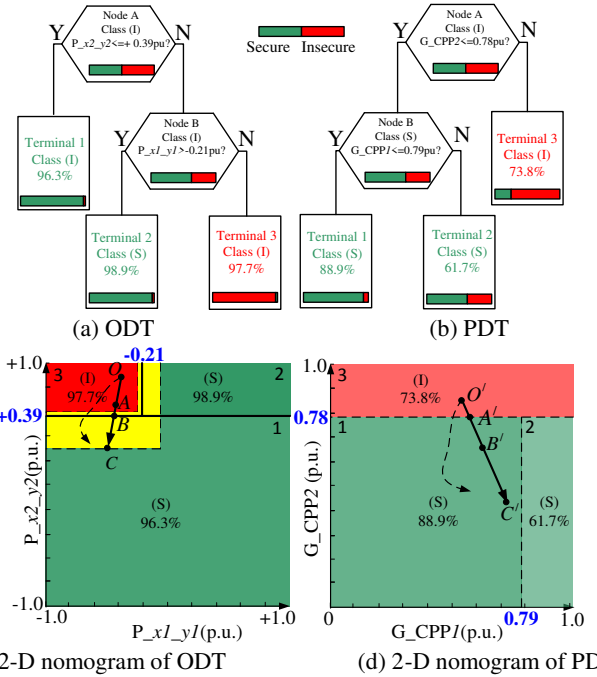 Node A
Class (I)
P_x2_y2<=+ 0.39pu?
Y
N
Secure Insecure
Node A
Class (I)
G_CPP2<=0.78pu?
Y
N
Terminal 1
Class (I)
96.3%
Node B
Class (I)
P_x1_y1>-0.21pu?
Y
N
Node B
Class (S)
G_CPP1<=0.79pu?
Y
N
Terminal 3
Class (I)
73.8%
Terminal 2
Class (S)
98.9%
Terminal 3
Class (I)
97.7%
Terminal 1
Class (S)
88.9%
Terminal 2
Class (S)
61.7%
(a) ODT
(b) PDT
+1.0
-0.21
3
(I)
97.7%
O
A
B
C
(S)
98.9%
2
+0.39
1
P_x2_y2(p.u.)
(S)
96.3%
-1.0
-1.0
P_x1_y1(p.u.)
+1.0
1.0
3
(I)
73.8%
O/
A/
B/
C/
0.78
1
2
G_CPP2 (p.u.)
(S)
88.9%
(S)
61.7%
0
0
0.79
1.0
G_CPP1(p.u.)
2-D nomogram of ODT
(d) 2-D nomogram of PD